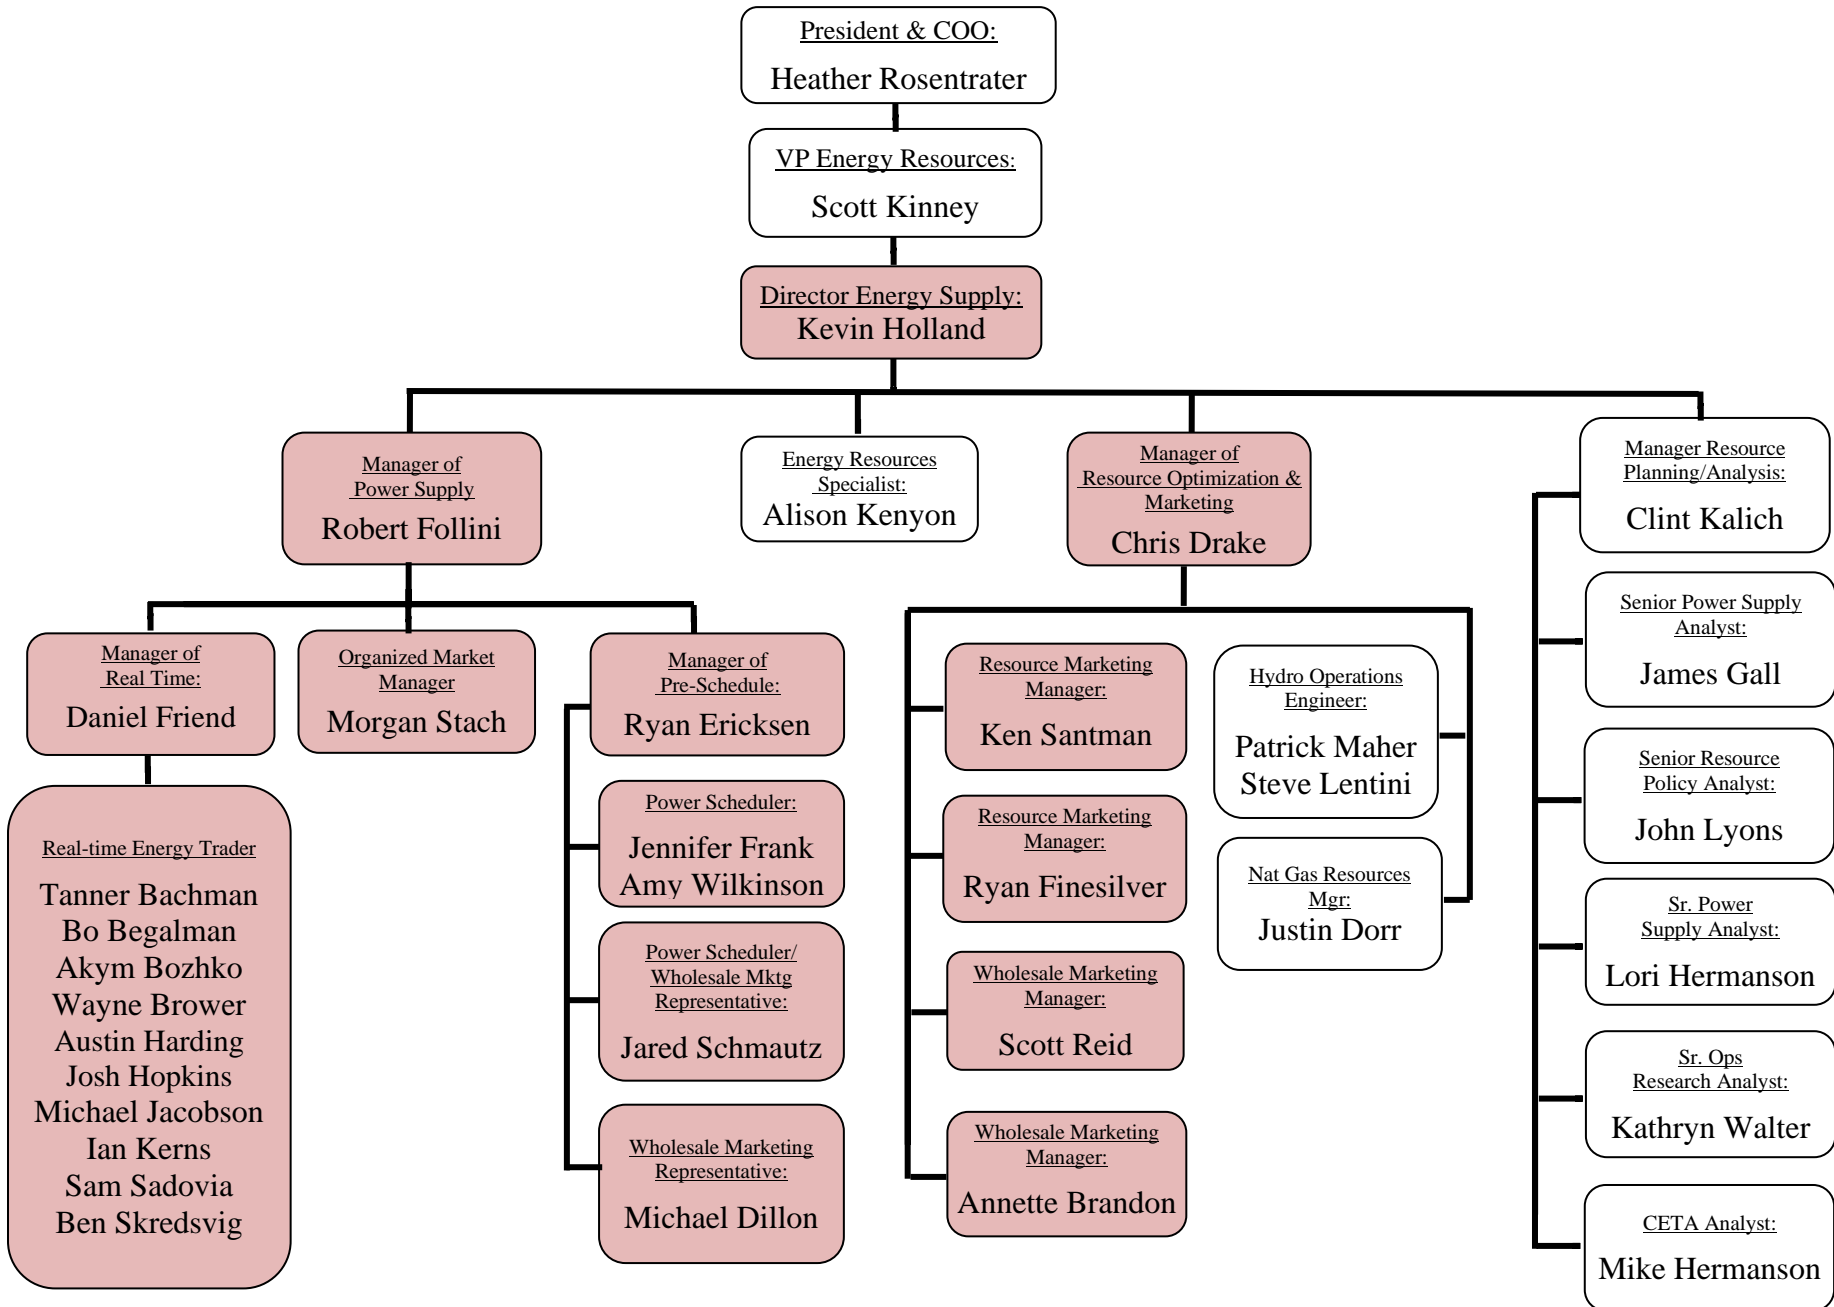 President & COO:
Heather Rosentrater
VP Energy Resources:
Scott Kinney
Director Energy Supply:
Kevin Holland
Manager of
Power Supply
Robert Follini
Energy Resources
Specialist:
Alison Kenyon
Manager of
Resource Optimization &
Marketing
Chris Drake
Manager Resource
Planning/Analysis:
Clint Kalich
Manager of
Real Time:
Daniel Friend
Organized Market
Manager
Morgan Stach
Manager of
Pre-Schedule:
Ryan Ericksen
Real-time Energy Trader
Tanner Bachman
Bo Begalman
Akym Bozhko
Wayne Brower
Austin Harding
Josh Hopkins
Michael Jacobson
Ian Kerns
Sam Sadovia
Ben Skredsvig
Power Scheduler:
Jennifer Frank
Amy Wilkinson
Power Scheduler/
Wholesale Mktg
Representative:
Jared Schmautz
Wholesale Marketing
Representative:
Michael Dillon
Resource Marketing
Manager:
Ken Santman
Resource Marketing
Manager:
Ryan Finesilver
Wholesale Marketing
Manager:
Scott Reid
Wholesale Marketing
Manager:
Annette Brandon
Hydro Operations
Engineer:
Patrick Maher
Steve Lentini
Nat Gas Resources
Mgr:
Justin Dorr
Senior Power Supply
Analyst:
James Gall
Senior Resource
Policy Analyst:
John Lyons
Sr. Power
Supply Analyst:
Lori Hermanson
Sr. Ops
Research Analyst:
Kathryn Walter
CETA Analyst:
Mike Hermanson